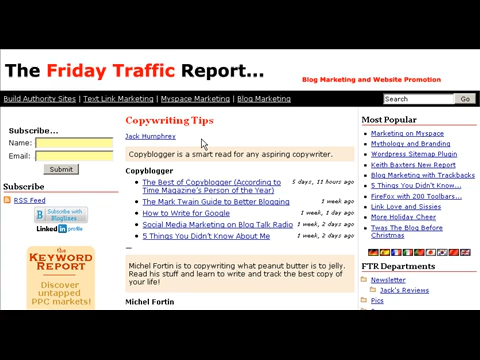 The Friday Traffic Report...
Blog Marketing and Website Promotion
Build Authority Sites | Text Link Marketing | Myspace Marketing | Blog Marketing
Search
Go
Subscribe...
Name:
Email:
Submit
Subscribe
RSS Feed
Subscribe with
Bloglines
Linked in profile
the
KEYWORD
REPORT
Discover
untapped
PPC markets!
Copywriting Tips
Jack Humphrey
Copyblogger is a smart read for any aspiring copywriter.
Copyblogger
The Best of Copyblogger (According to
Time Magazine's Person of the Year)
5 days, 11 hours ago
The Mark Twain Guide to Better Blogging
1 week ago
How to Write for Google
1 week, 1 day ago
Social Media Marketing on Blog Talk Radio
1 week, 2 days ago
5 Things You Didn't Know About Me
1 week, 2 days ago
Michel Fortin is to copywriting what peanut butter is to jelly.
Read his stuff and learn to write and track the best copy of
your life!
Michel Fortin
Most Popular
Marketing on Myspace
Mythology and Branding
Wordpress Sitemap Plugin
Keith Baxters New Report
Blog Marketing with Trackbacks
5 Things You Didn't Know...
FireFox with 200 Toolbars...
Link Love and Sissies
More Holiday Cheer
Twas The Blog Before
Christmas
FTR Departments
Newsletter
Jack's Reviews
Pics